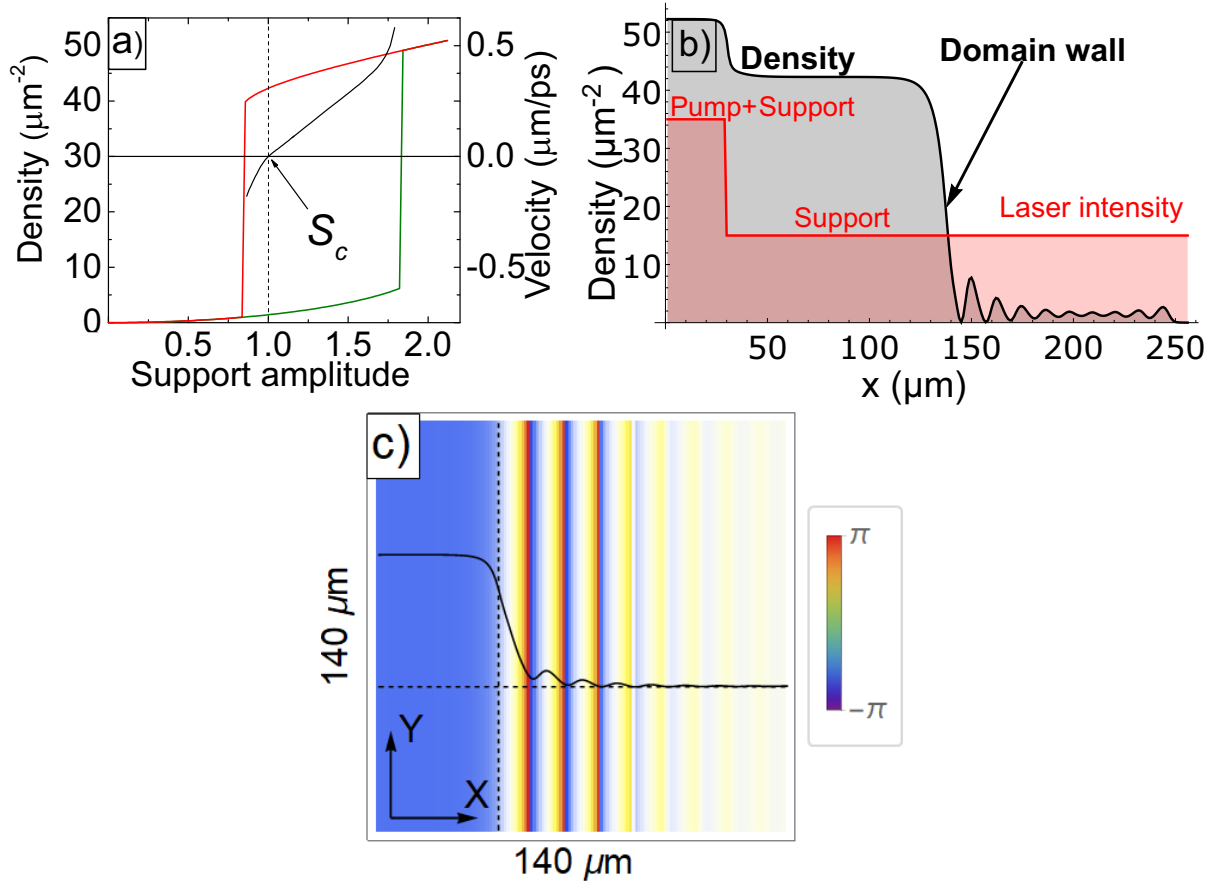 a)
50
40
30
20
10
0
Density (μm⁻²)
0.5
0.0
-0.5
Velocity (μm/ps)
S_c
0.5 1.0 1.5 2.0
Support amplitude
b)
50
40
30
20
10
Density (μm⁻²)
Density
Domain wall
Pump+Support
Support
Laser intensity
50 100 150 200 250
x (μm)
c)
140 μm
Y
X
140 μm
π
-π